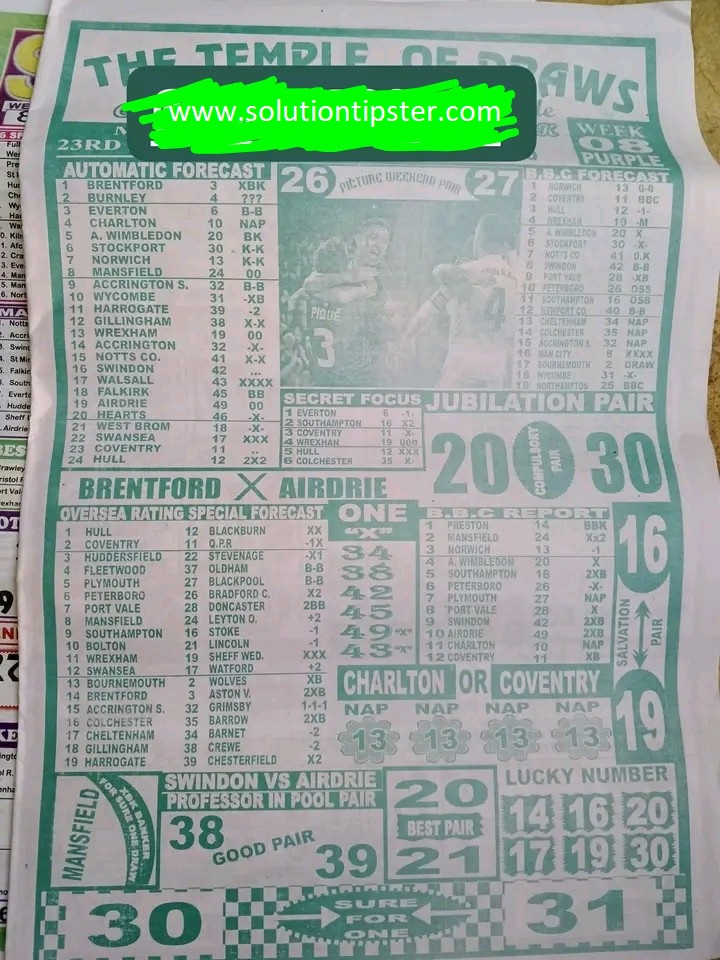 THE TEMPLE OF DRAWS
www.solutiontipster.com
23RD
WEEK
08
PURPLE
AUTOMATIC FORECAST
1 BRENTFORD 3 XBK
2 BURNLEY 4 ???
3 EVERTON 6 B-B
4 CHARLTON 10 NAP
5 A. WIMBLEDON 20 BK
6 STOCKPORT 30 K-K
7 NORWICH 13 K-K
8 MANSFIELD 24 00
9 ACCRINGTON S. 32 B-B
10 WYCOMBE 31 -XB
11 HARROGATE 39 -2
12 GILLINGHAM 38 X-X
13 WREXHAM 19 00
14 ACCRINGTON 32 -X-
15 NOTTS CO. 41 X-X
16 SWINDON 42 ...
17 WALSALL 43 XXXX
18 FALKIRK 45 BB
19 AIRDRIE 49 00
20 HEARTS 46 -X-
21 WEST BROM 18 -X-
22 SWANSEA 17 XXX
23 COVENTRY 11 ..
24 HULL 12 2X2
26 PICTURE WEEKEND PAIR 27
PIQUÉ
3
4
B.B.C FORECAST
1 NORWICH 13 0-0
2 COVENTRY 11 BBC
3 HULL 12 -1-
4 WREXHAM 19 -M
5 A WIMBLEDON 20 X
6 STOCKPORT 30 -X-
7 NOTTS CO 41 0.K
8 SWINDON 42 B-B
9 PORT VALE 28 -XB
10 PETERBORO 26 OSS
11 SOUTHAMPTON 16 OSB
12 NEWPORT CO 40 B-B
13 CHELTENHAM 34 NAP
14 COLCHESTER 35 NAP
15 ACCRINGTON S 32 NAP
16 MAN CITY 8 XXXX
17 BOURNEMOUTH 2 DRAW
18 WYCOMBE 31 -X-
19 NORTHAMPTON 25 BBC
SECRET FOCUS
1 EVERTON 6 -1-
2 SOUTHAMPTON 16 X2
3 COVENTRY 11 -X-
4 WREXHAN 19 000
5 HULL 12 XXX
6 COLCHESTER 35 X-
JUBILATION PAIR
20 COMPULSORY PAIR 30
BRENTFORD X AIRDRIE
OVERSEA RATING SPECIAL FORECAST
1 HULL 12 BLACKBURN XX
2 COVENTRY 11 Q.P.R -1X
3 HUDDERSFIELD 22 STEVENAGE -X1
4 FLEETWOOD 37 OLDHAM B-B
5 PLYMOUTH 27 BLACKPOOL B-B
6 PETERBORO 26 BRADFORD C. X2
7 PORT VALE 28 DONCASTER 2BB
8 MANSFIELD 24 LEYTON O. +2
9 SOUTHAMPTON 16 STOKE -1
10 BOLTON 21 LINCOLN -1
11 WREXHAM 19 SHEFF WED. XXX
12 SWANSEA 17 WATFORD +2
13 BOURNEMOUTH 2 WOLVES XB
14 BRENTFORD 3 ASTON V. 2XB
15 ACCRINGTON S. 32 GRIMSBY 1-1-1
16 COLCHESTER 35 BARROW 2XB
17 CHELTENHAM 34 BARNET -2
18 GILLINGHAM 38 CREWE -2
19 HARROGATE 39 CHESTERFIELD X2
ONE
"X"
34
38
42
45
49 "X"
43 "X"
B.B.C REPORT
1 PRESTON 14 BBK
2 MANSFIELD 24 Xx2
3 NORWICH 13 -1
4 A. WIMBLEDON 20 X
5 SOUTHAMPTON 16 2XB
6 PETERBORO 26 -X-
7 PLYMOUTH 27 NAP
8 PORT VALE 28 X
9 SWINDON 42 2XB
10 AIRDRIE 49 2XB
11 CHARLTON 10 NAP
12 COVENTRY 11 XB
16
SALVATION PAIR
19
CHARLTON OR COVENTRY
NAP NAP NAP NAP
13 13 13 13
MANSFIELD
XBK BANKER
FOR SURE ONE DRAW
SWINDON VS AIRDRIE
PROFESSOR IN POOL PAIR
38 GOOD PAIR 39
20
BEST PAIR
21
LUCKY NUMBER
14 16 20
17 19 30
30 SURE FOR ONE 31